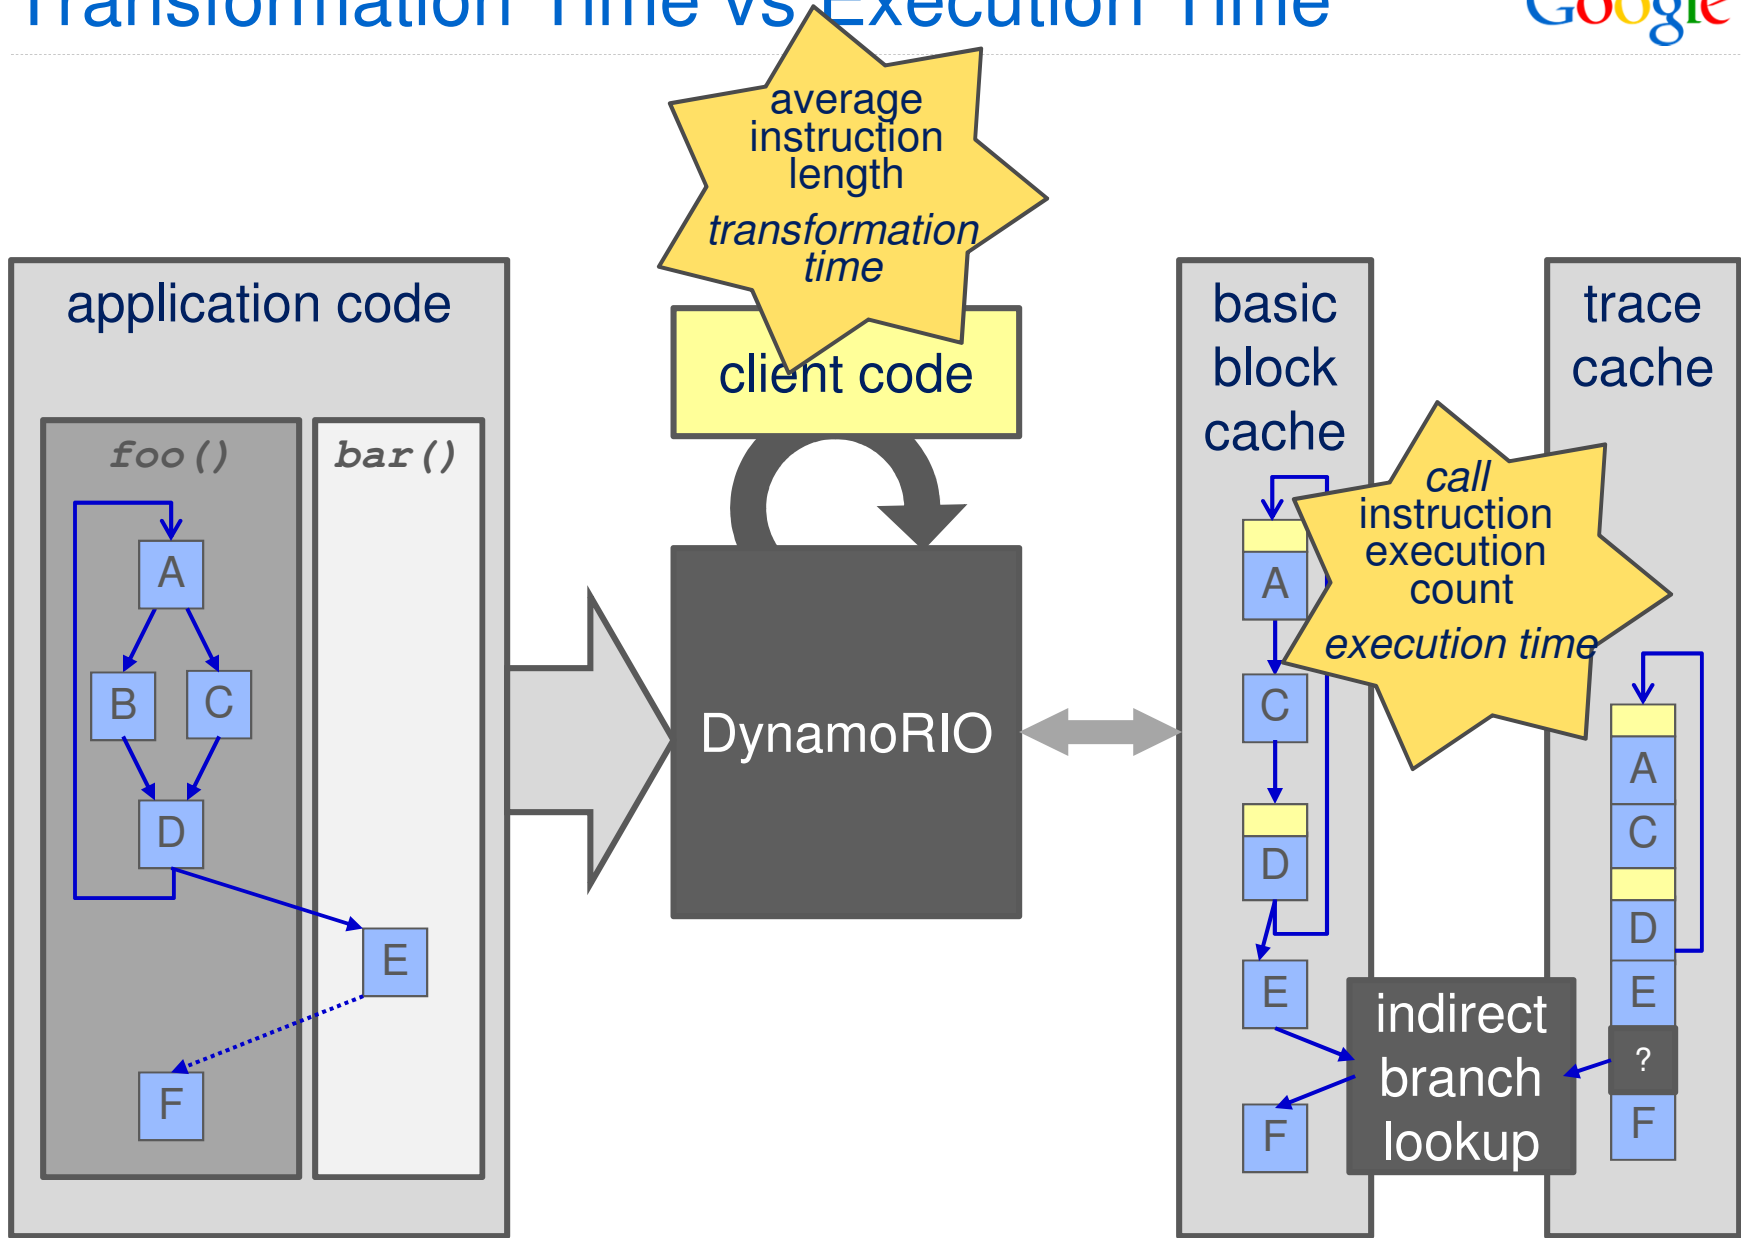 Transformation Time vs Execution Time
Google
average
instruction
length
transformation
time
application code
client code
basic
block
cache
trace
cache
foo()
bar()
call
instruction
execution
count
execution time
A
B
C
D
E
F
DynamoRIO
A
C
D
E
F
indirect
branch
lookup
A
C
D
E
?
F